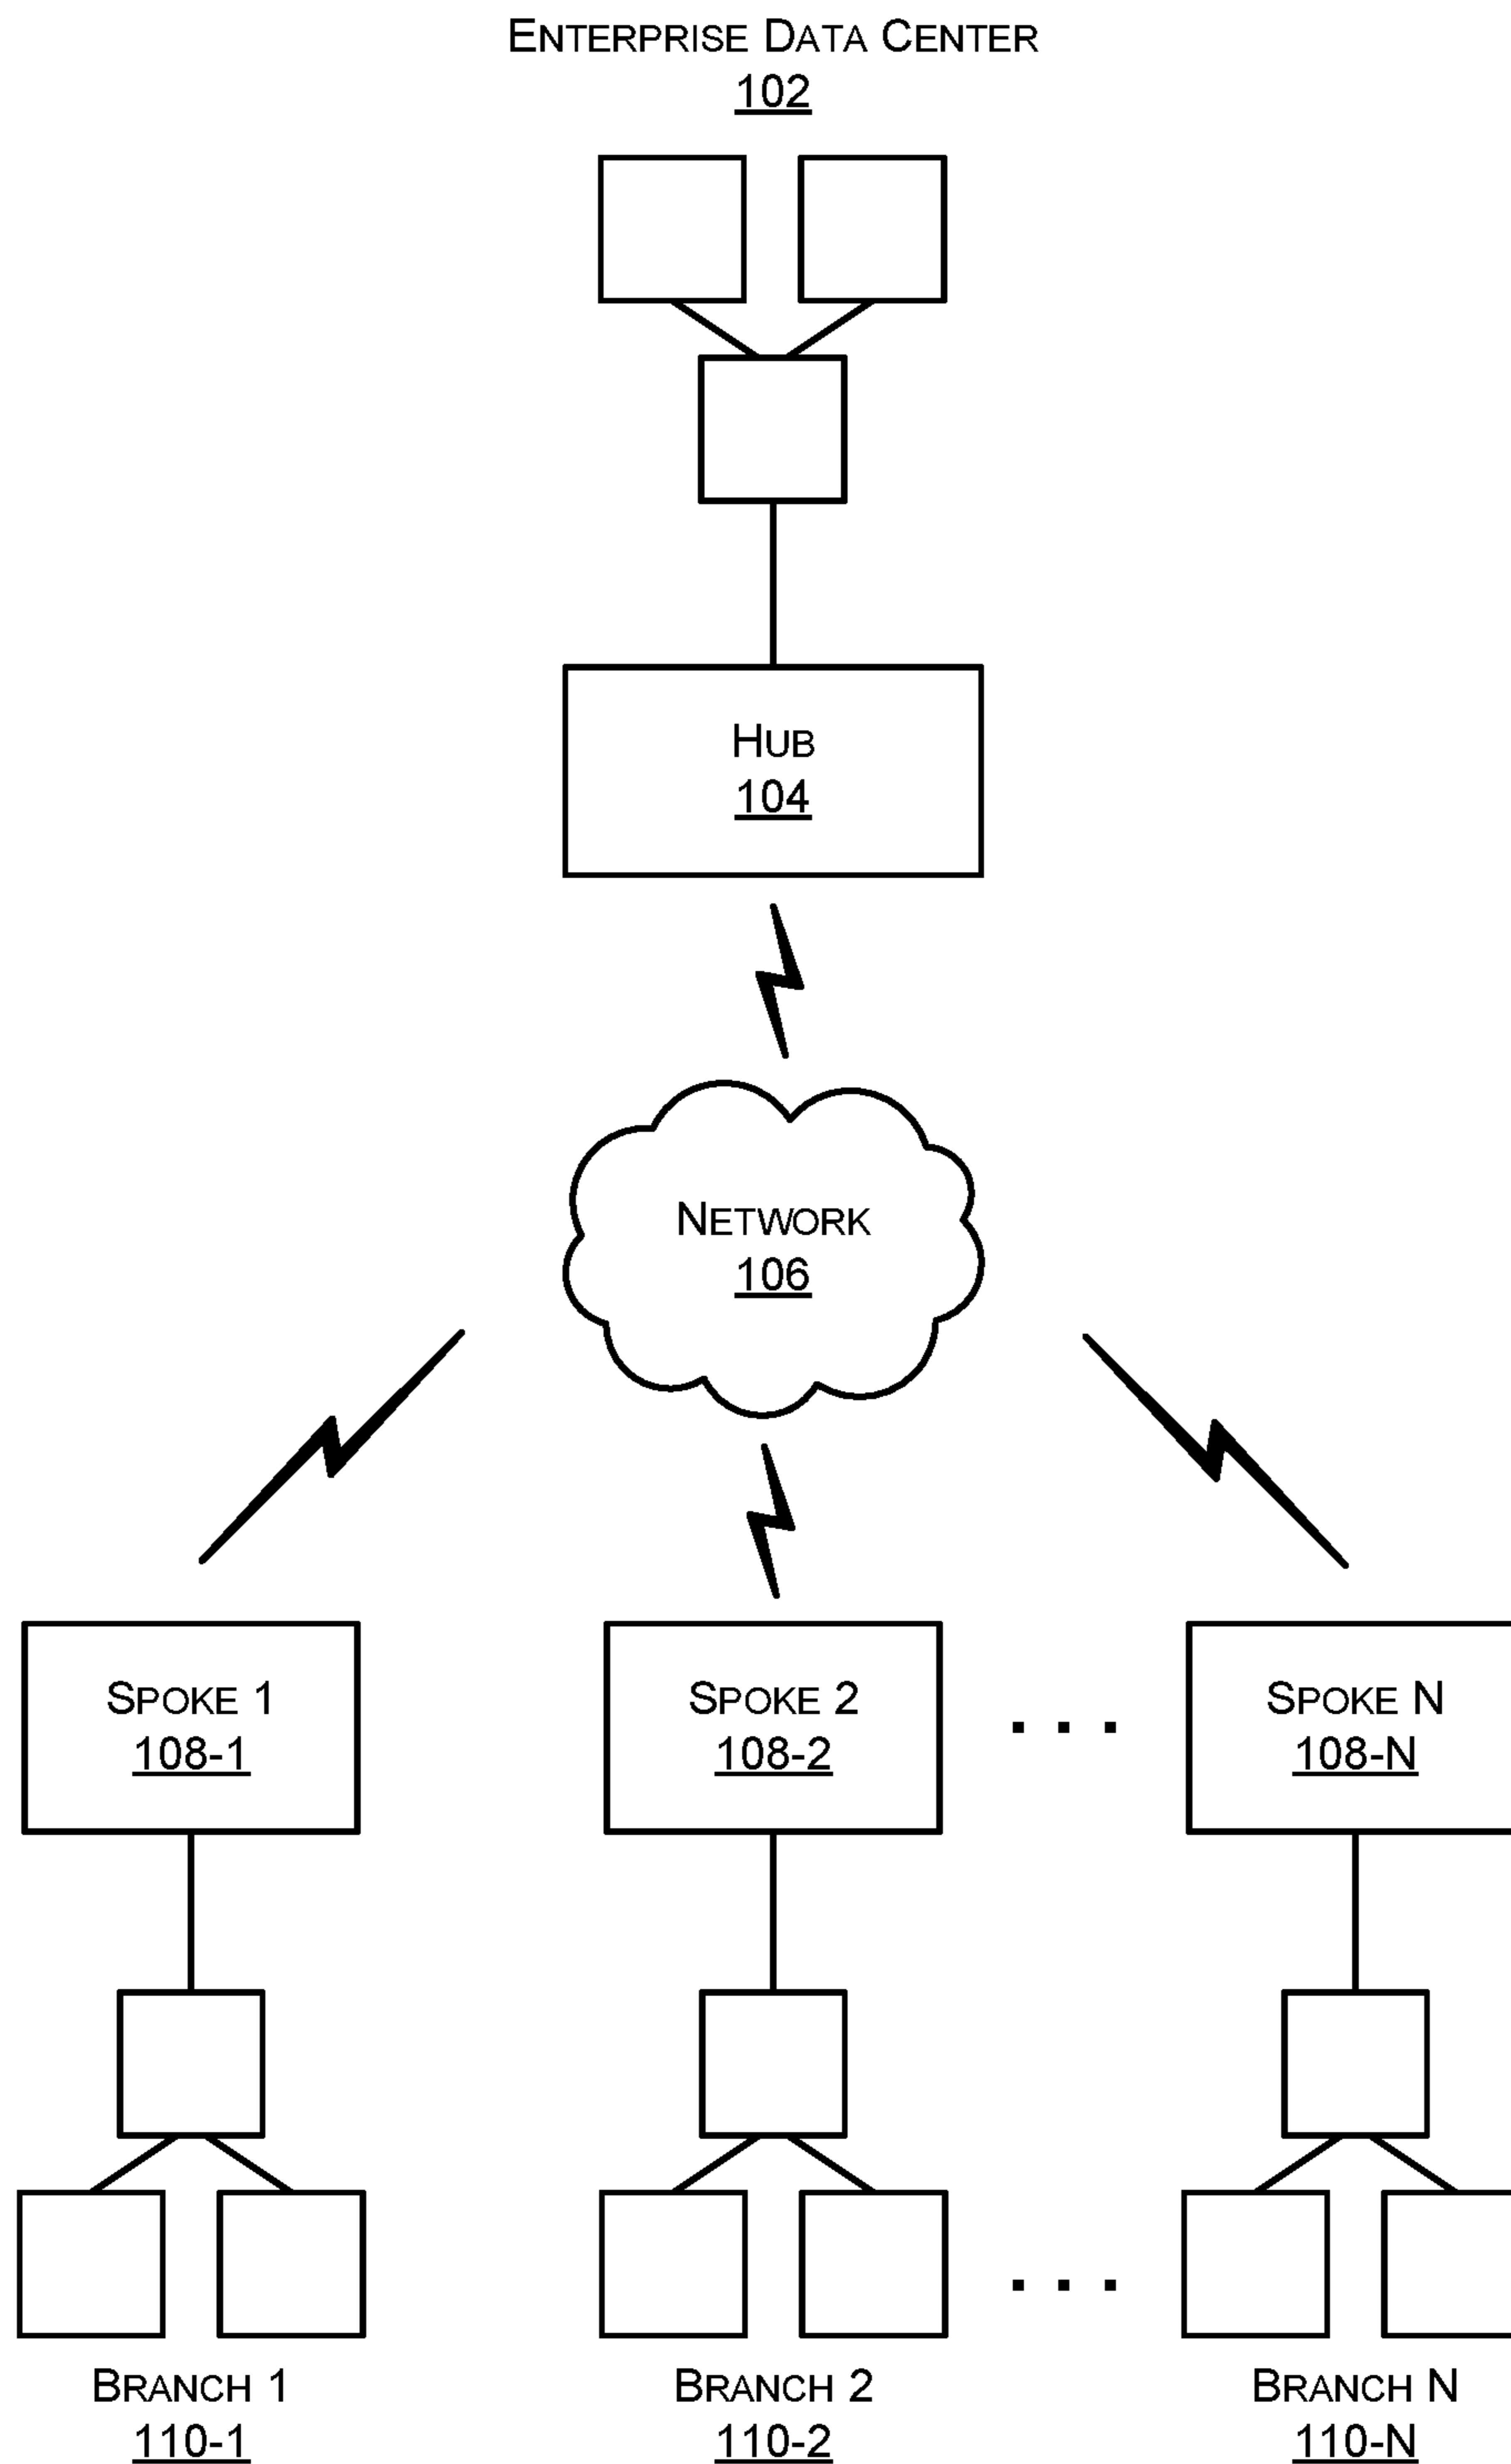 ENTERPRISE DATA CENTER
102
HUB
104
NETWORK
106
SPOKE 1
108-1
SPOKE 2
108-2
. . .
SPOKE N
108-N
. . .
BRANCH 1
110-1
BRANCH 2
110-2
BRANCH N
110-N